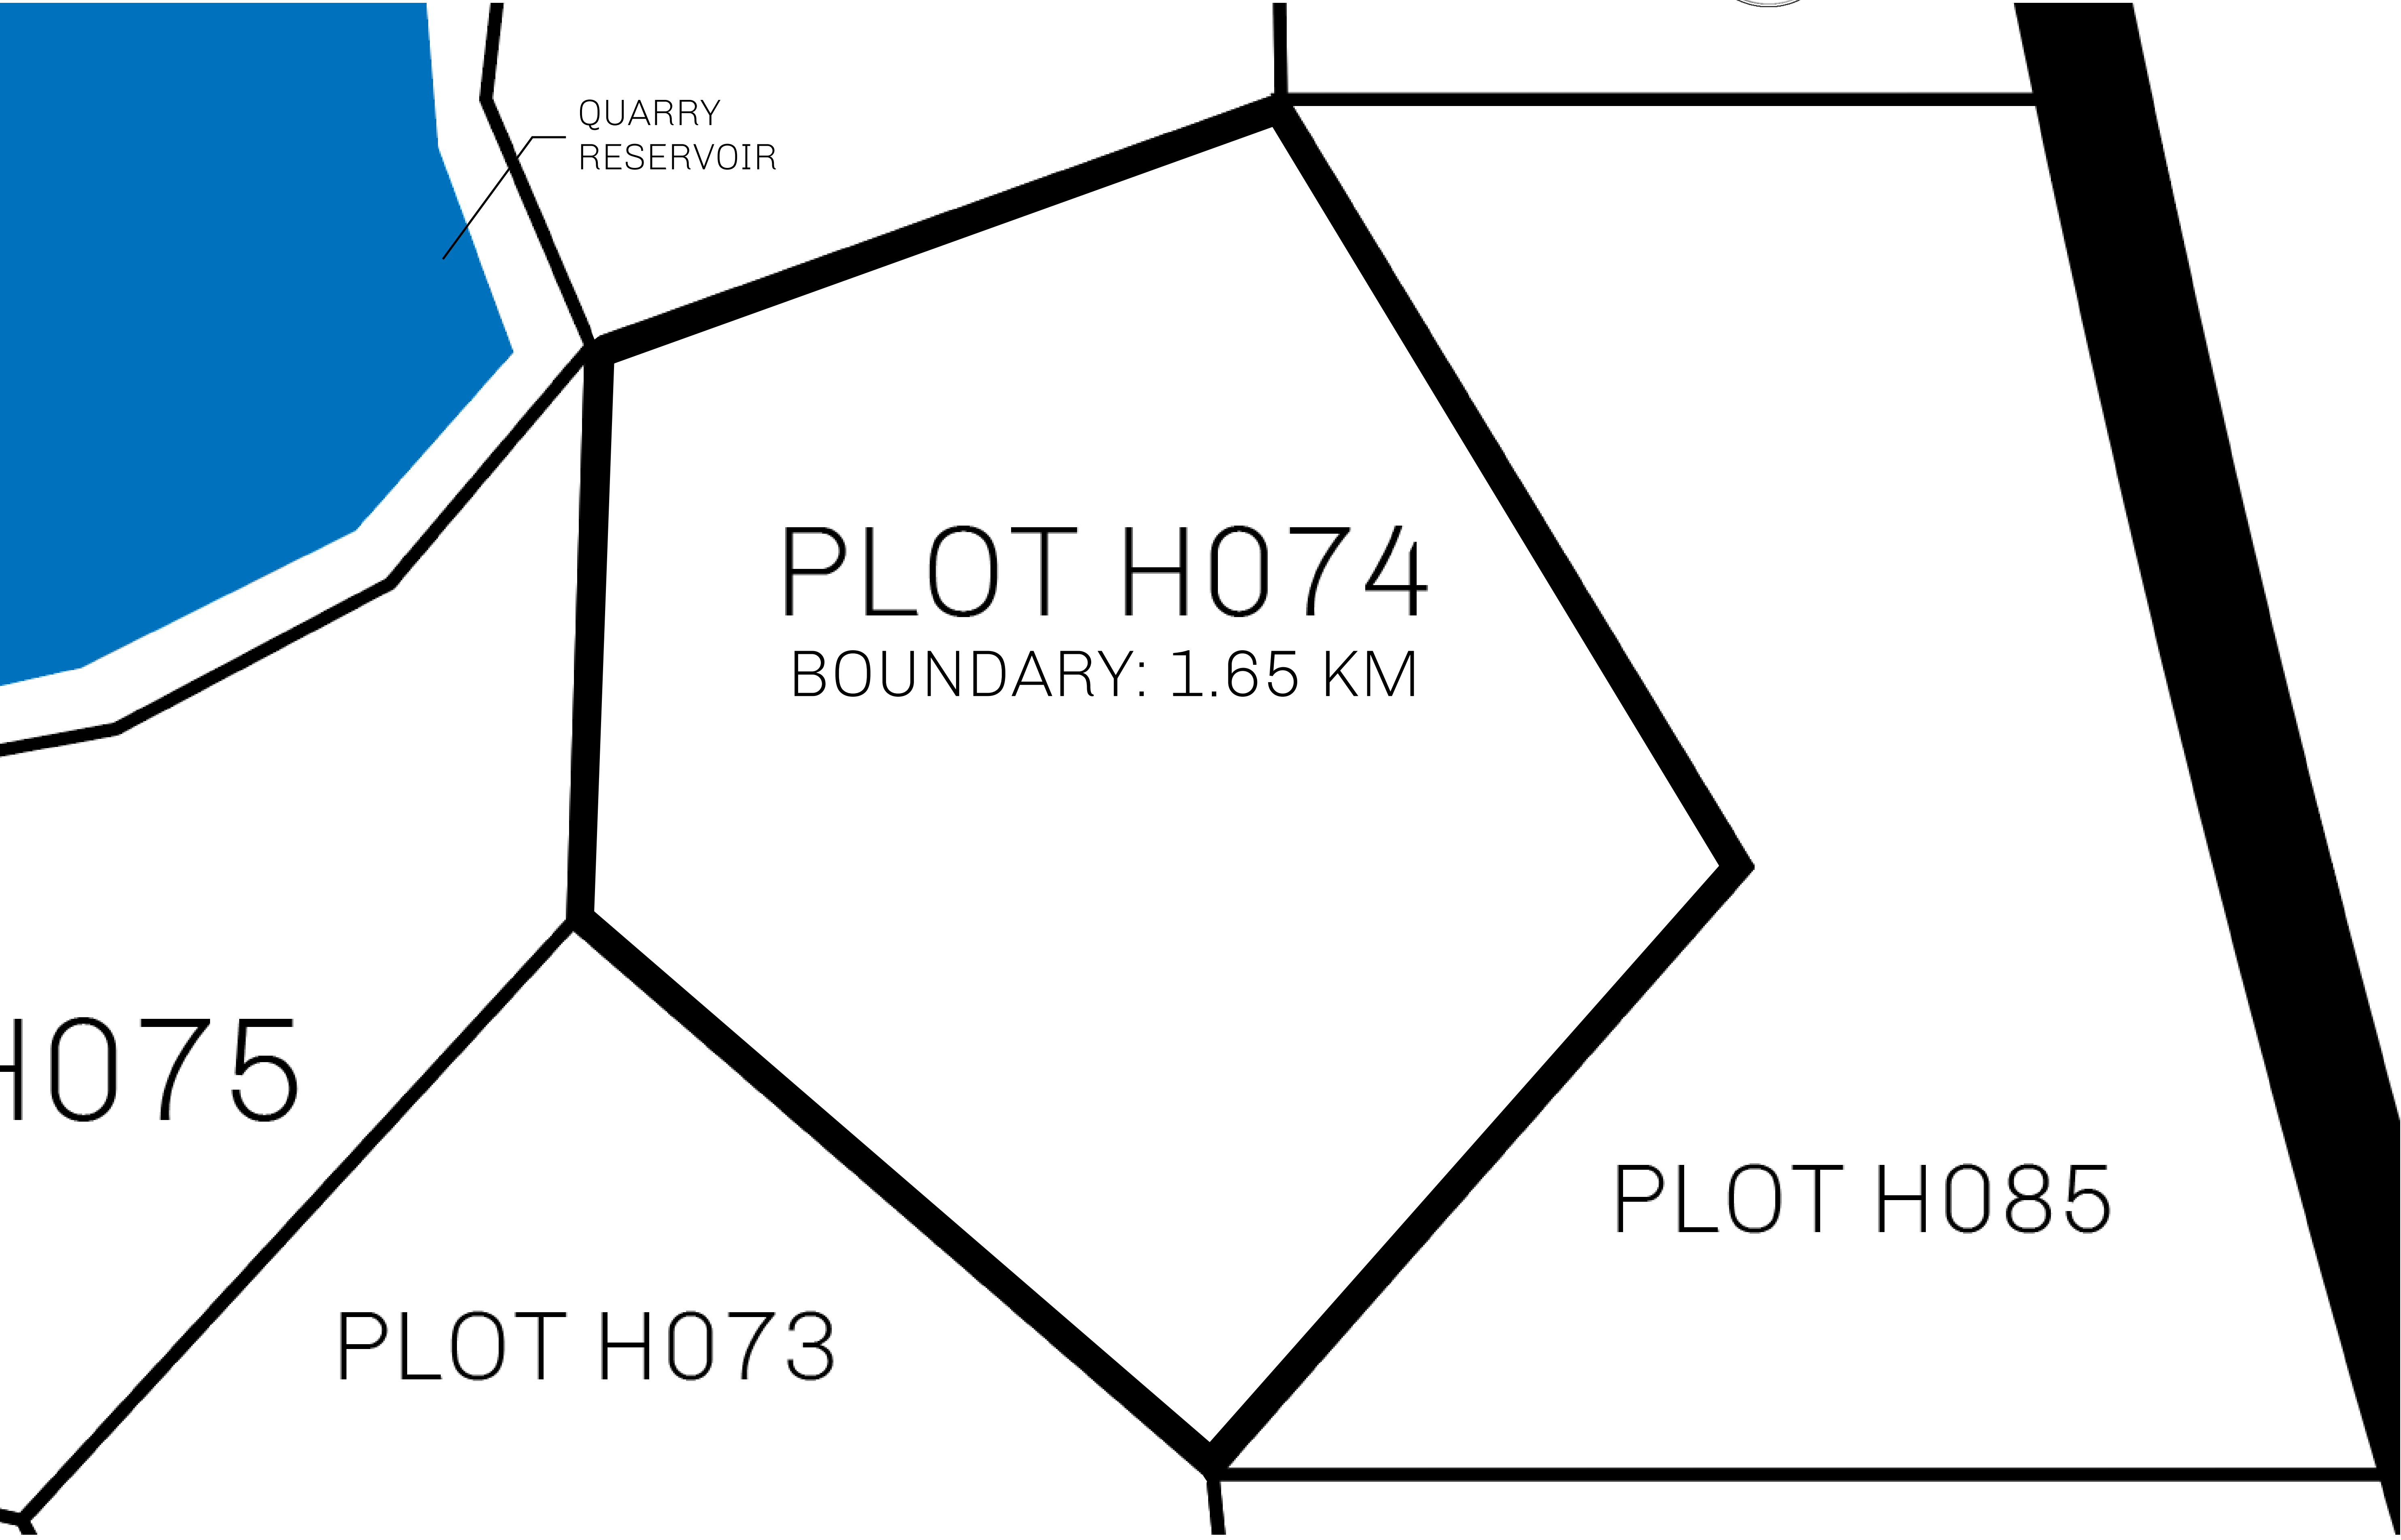 QUARRY
RESERVOIR
PLOT H074
BOUNDARY: 1.65 KM
H075
PLOT H085
PLOT H073